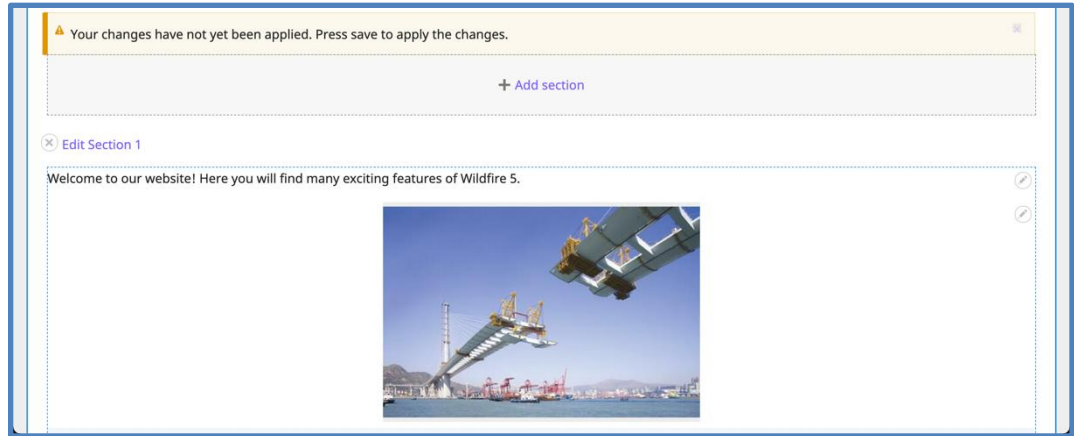 Your changes have not yet been applied. Press save to apply the changes.
Add section
Edit Section 1
Welcome to our website! Here you will find many exciting features of Wildfire 5.